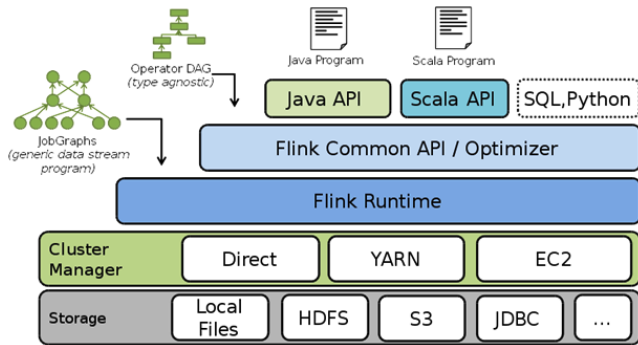 Operator DAG
(type agnostic)
Java Program
Scala Program
Java API
Scala API
SQL,Python
JobGraphs
(generic data stream
program)
Flink Common API / Optimizer
Flink Runtime
Cluster
Manager
Direct
YARN
EC2
Storage
Local
Files
HDFS
S3
JDBC
...